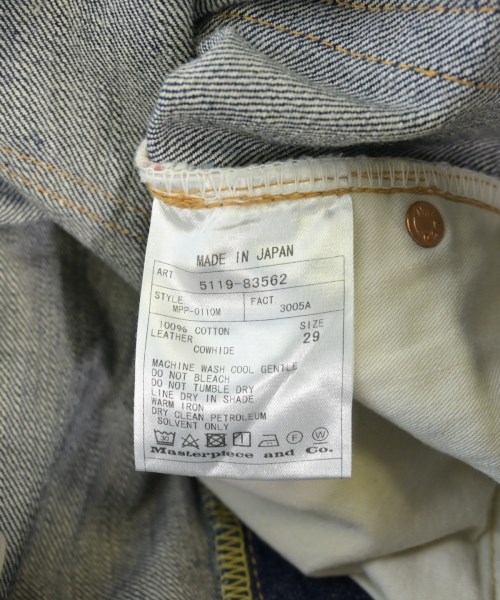 MADE IN JAPAN
ART 5119-83562
STYLE MPP-0110M FACT 3005A
100% COTTON SIZE
LEATHER 29
COWHIDE
MACHINE WASH COOL GENTLE
DO NOT BLEACH
DO NOT TUMBLE DRY
LINE DRY IN SHADE
WARM IRON
DRY CLEAN PETROLEUM
SOLVENT ONLY
30 F W
Masterpiece and Co.